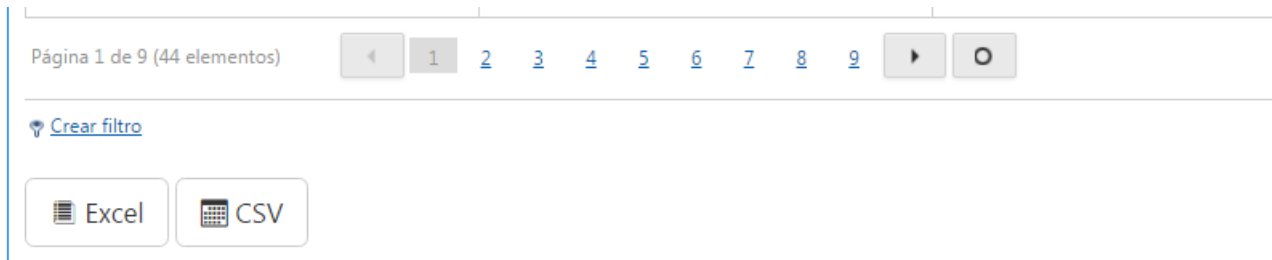 Página 1 de 9 (44 elementos) 1 2 3 4 5 6 7 8 9
Crear filtro
Excel CSV